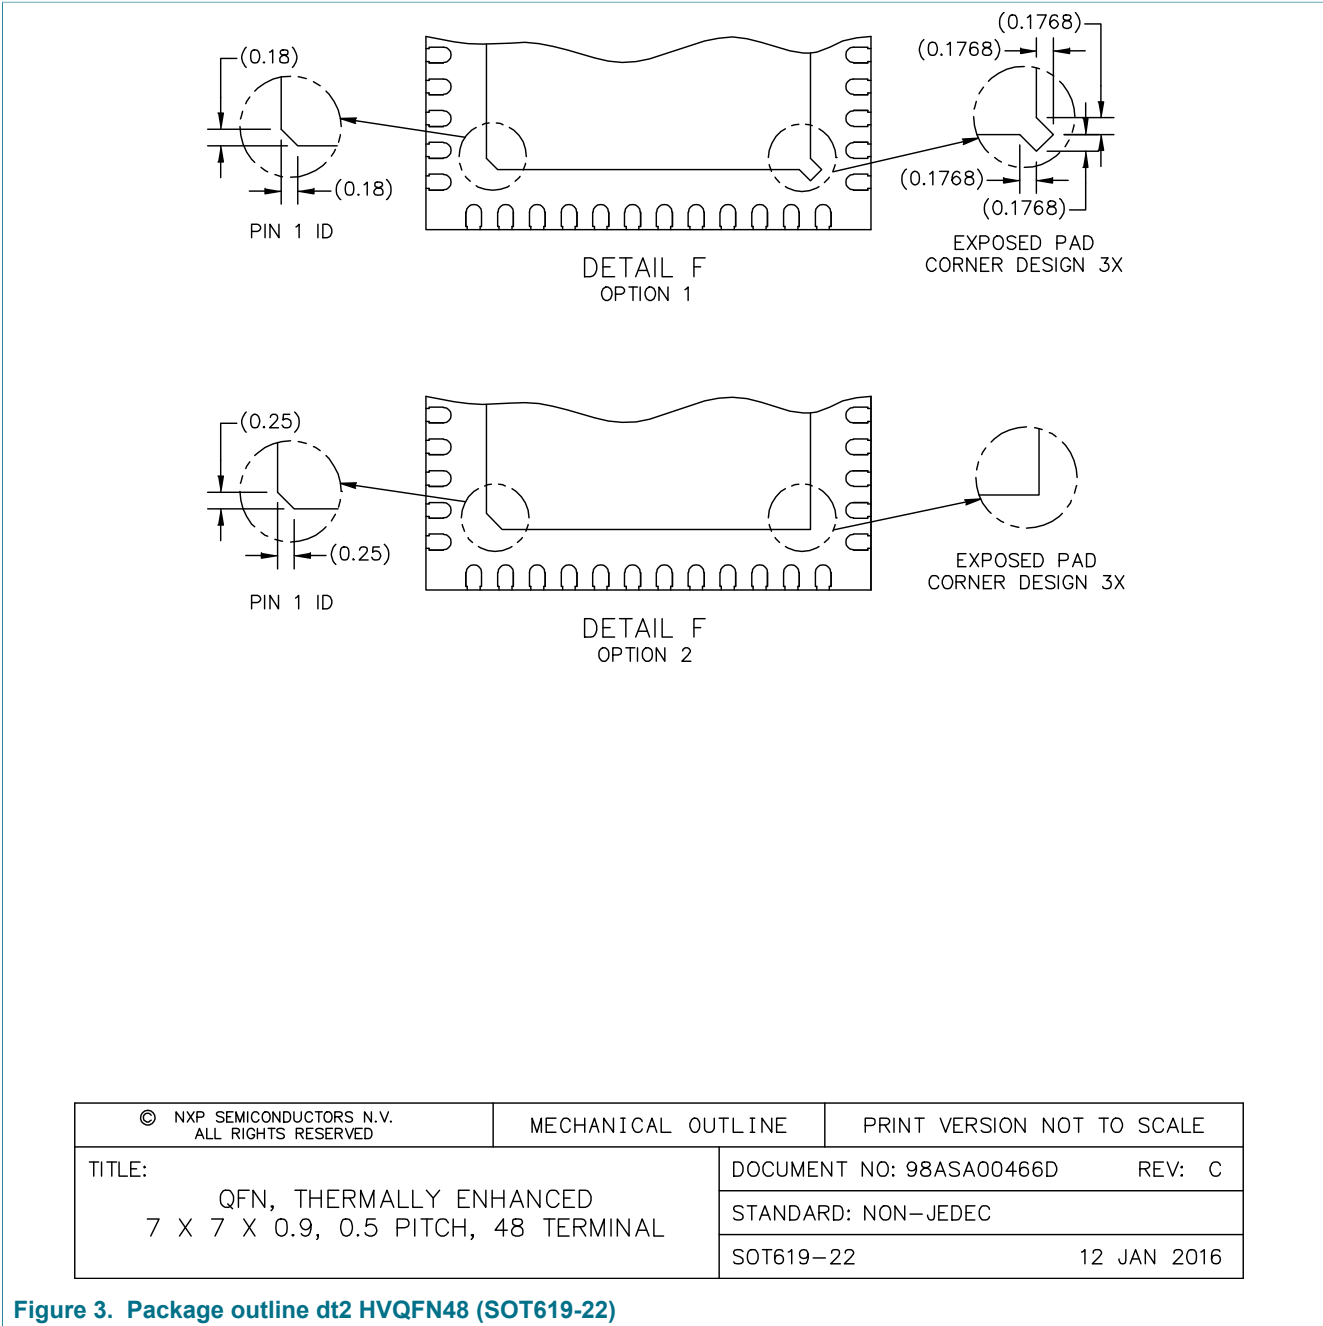 (0.18)
(0.18)
PIN 1 ID
(0.1768)
(0.1768)
(0.1768)
(0.1768)
EXPOSED PAD
CORNER DESIGN 3X
DETAIL F
OPTION 1
(0.25)
(0.25)
PIN 1 ID
EXPOSED PAD
CORNER DESIGN 3X
DETAIL F
OPTION 2
© NXP SEMICONDUCTORS N.V.
ALL RIGHTS RESERVED
MECHANICAL OUTLINE
PRINT VERSION NOT TO SCALE
TITLE:
QFN, THERMALLY ENHANCED
7 X 7 X 0.9, 0.5 PITCH, 48 TERMINAL
DOCUMENT NO: 98ASA00466D REV: C
STANDARD: NON-JEDEC
SOT619-22 12 JAN 2016
Figure 3. Package outline dt2 HVQFN48 (SOT619-22)